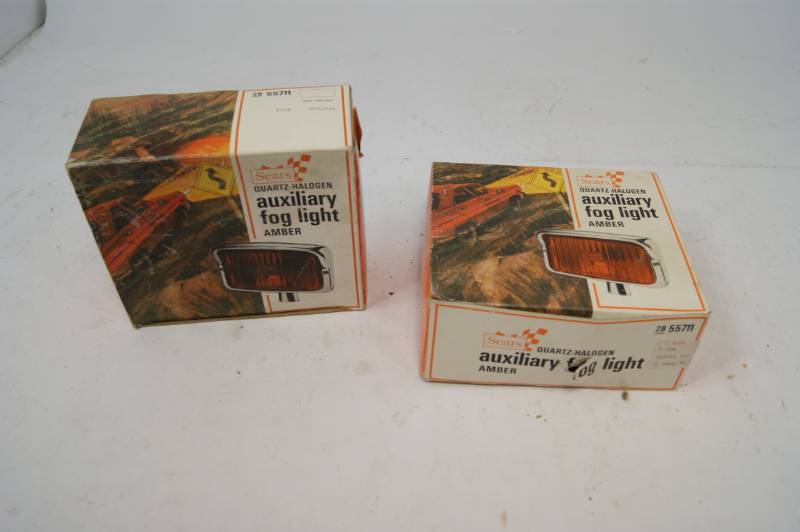 28 55711
Sears
QUARTZ-HALOGEN
auxiliary
fog light
AMBER
Sears
QUARTZ-HALOGEN
auxiliary
fog light
AMBER
Sears
QUARTZ-HALOGEN
28 55711
auxiliary fog light
AMBER